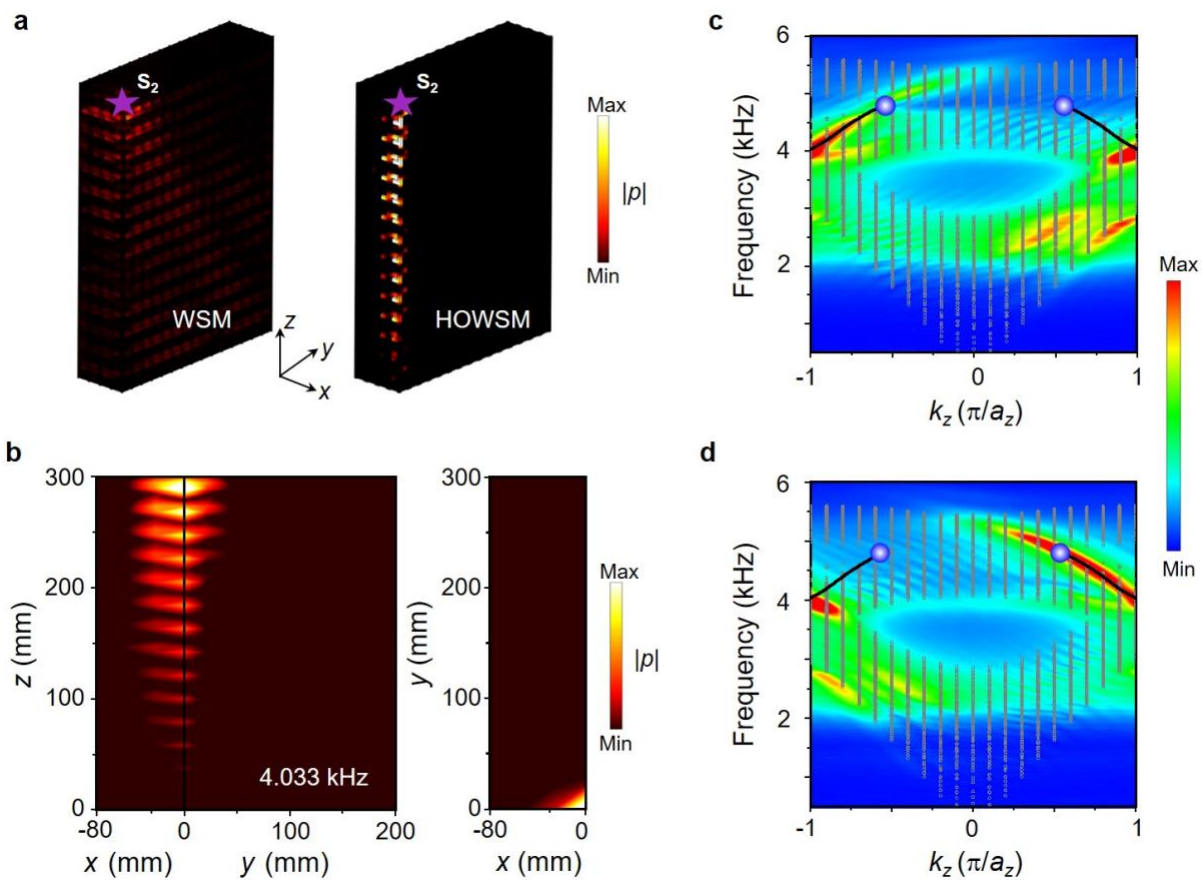 a
S2
S2
WSM
HOWSM
Max
|p|
Min
z
y
x
b
300
200
100
0
z (mm)
-80
0
100
200
x (mm)
y (mm)
4.033 kHz
300
200
100
0
y (mm)
-80
0
x (mm)
Max
|p|
Min
c
6
4
2
Frequency (kHz)
-1
0
1
kz (π/az)
d
6
4
2
0
Frequency (kHz)
-1
0
1
kz (π/az)
Max
Min